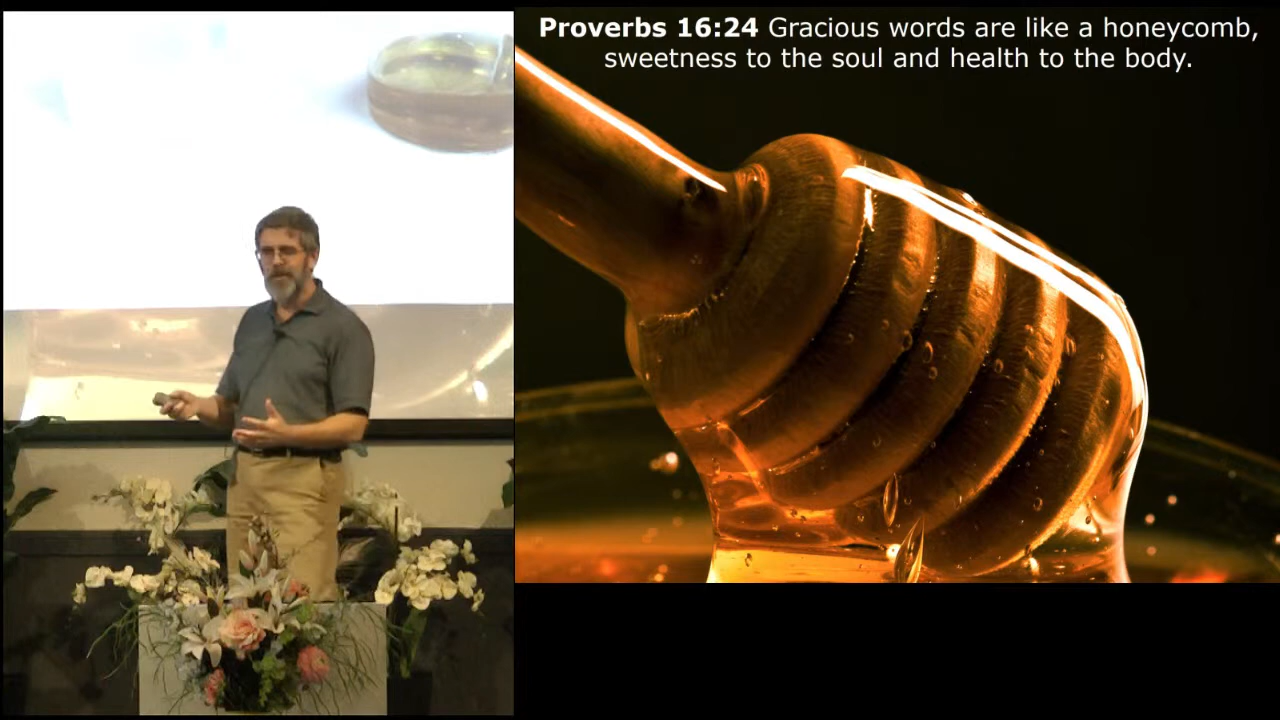 Proverbs 16:24 Gracious words are like a honeycomb,
sweetness to the soul and health to the body.